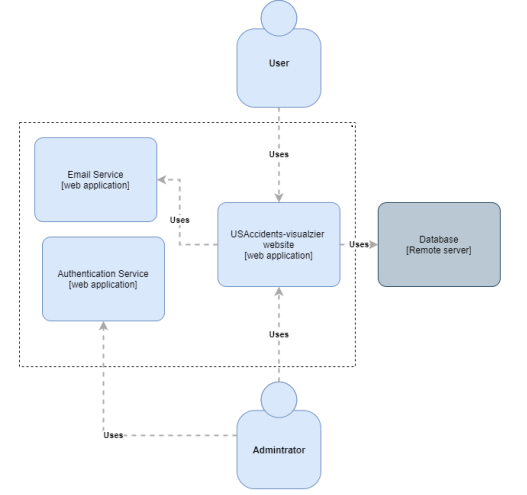 User
Uses
Email Service
[web application]
Uses
USAccidents-visualzier
website
[web application]
Uses
Database
[Remote server]
Authentication Service
[web application]
Uses
Uses
Admintrator